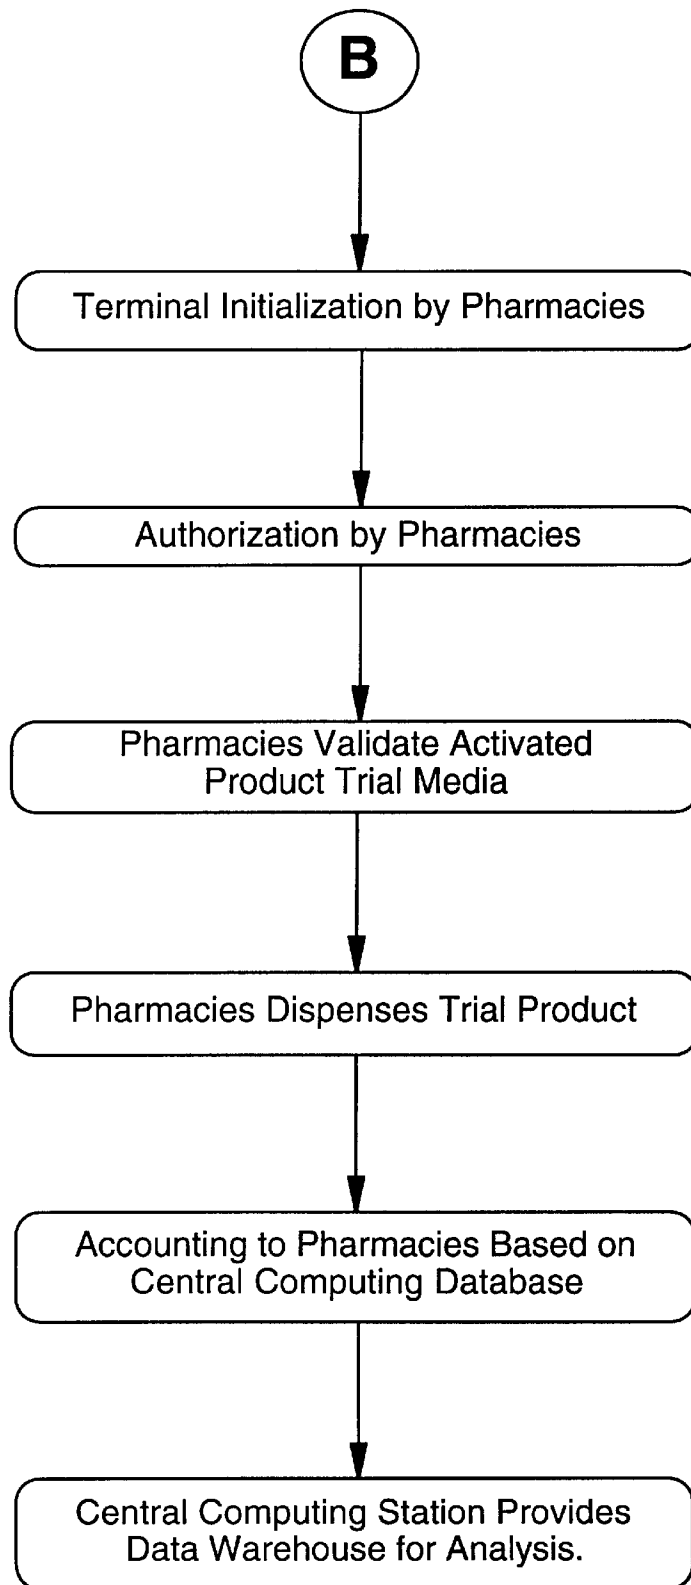 B
Terminal Initialization by Pharmacies
Authorization by Pharmacies
Pharmacies Validate Activated
Product Trial Media
Pharmacies Dispenses Trial Product
Accounting to Pharmacies Based on
Central Computing Database
Central Computing Station Provides
Data Warehouse for Analysis.